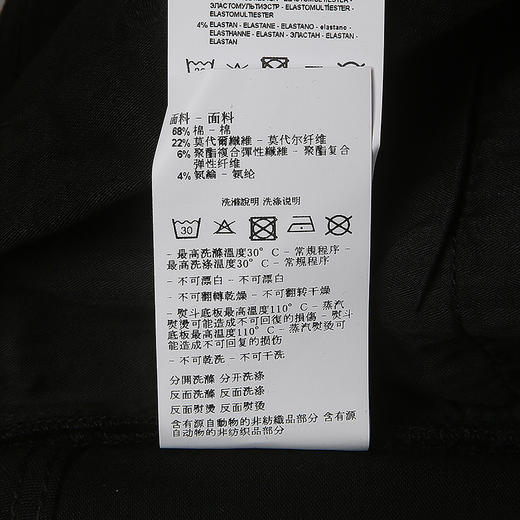 ЭЛАСТОМУЛЬТИЭСТР - ELASTOMULTIESTER
ELASTOMULTIESTER
4% ELASTAN - ELASTANE - ELASTANO - elastano -
ELASTHANNE - ELASTAN - ЭЛАСТАН - ELASTAN -
ELASTAN
30
面料 - 面料
68% 棉 - 棉
22% 莫代爾纖維 - 莫代尔纤维
6% 聚酯複合彈性纖維 - 聚酯复合
弹性纤维
4% 氨綸 - 氨纶
洗滌說明 洗涤说明
30
- 最高洗滌溫度30° C - 常規程序 -
最高洗涤温度30° C - 常规程序
- 不可漂白 - 不可漂白
- 不可翻轉乾燥 - 不可翻转干燥
- 熨斗底板最高溫度110° C - 蒸汽
熨燙可能造成不可回復的損傷 - 熨斗
底板最高温度110° C - 蒸汽熨烫可
能造成不可回复的损伤
- 不可乾洗 - 不可干洗
分開洗滌 分开洗涤
反面洗滌 反面洗涤
反面熨燙 反面熨烫
含有源自動物的非紡織品部分 含有源
自动物的非纺织品部分